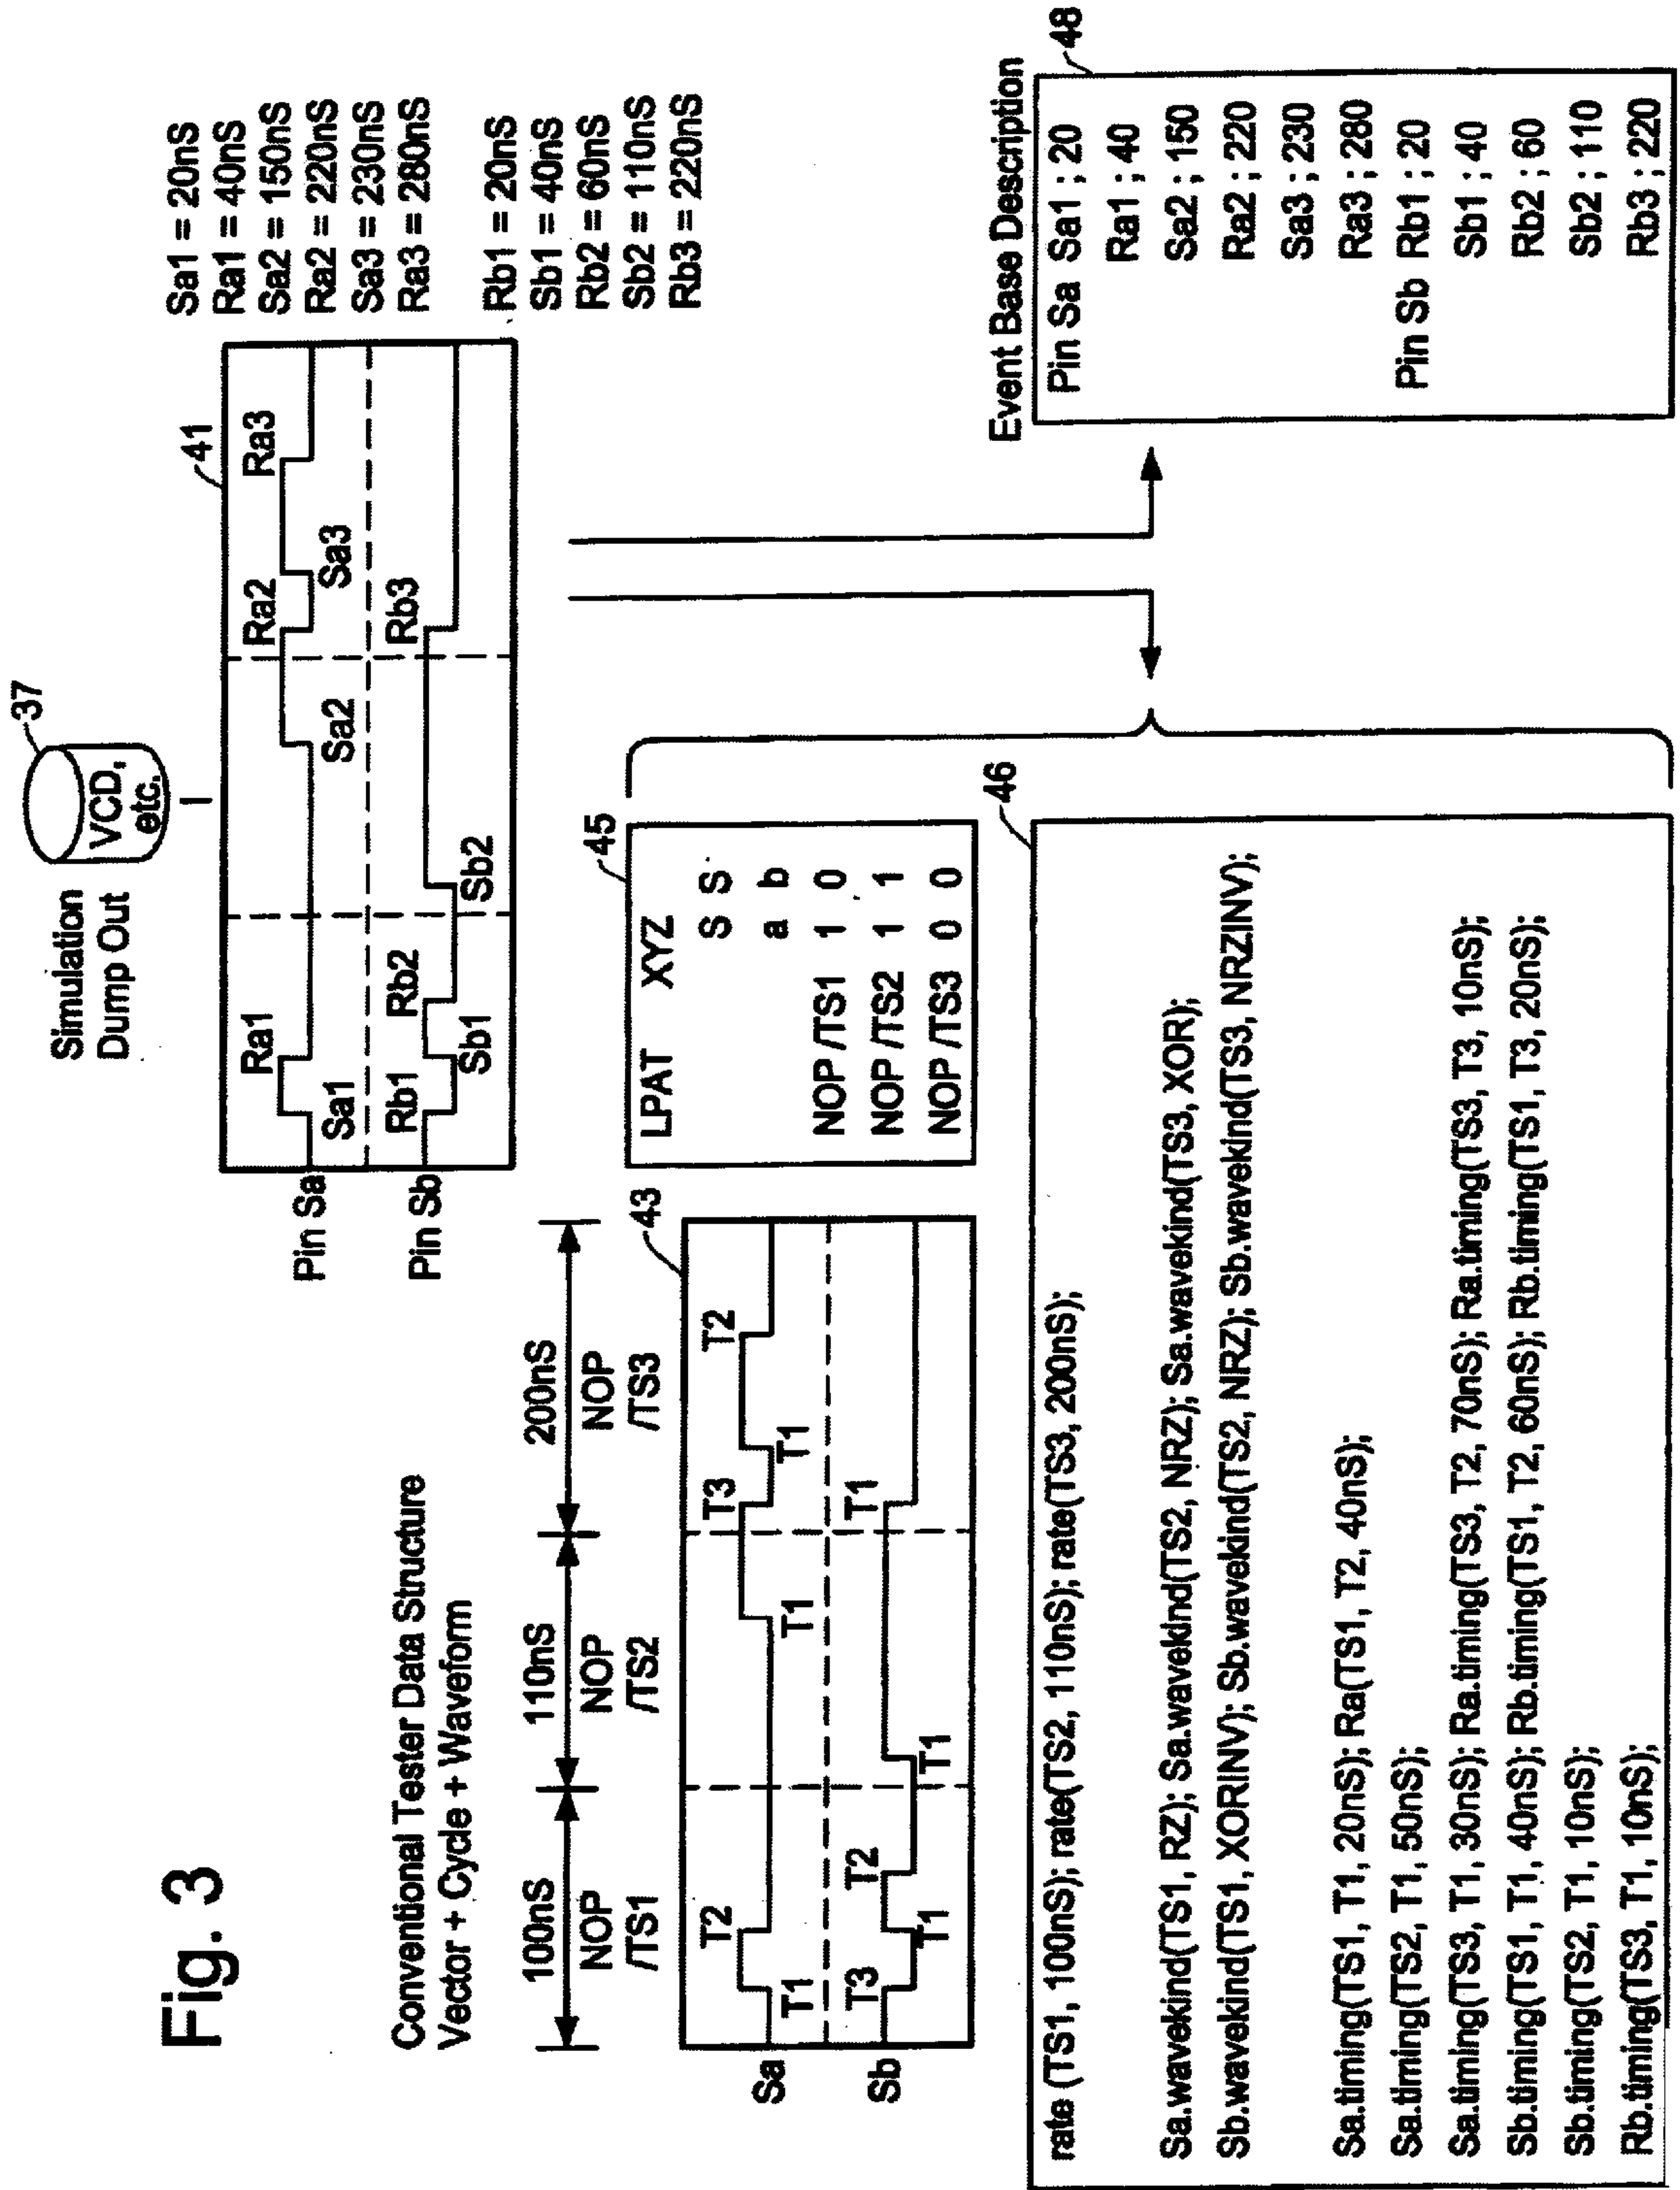 Fig. 3
Simulation
Dump Out
VCD,
etc.
37
41
Pin Sa
Sa1
Ra1
Sa2
Ra2
Sa3
Ra3
Pin Sb
Rb1
Sb1
Rb2
Sb2
Rb3
Sa1 = 20nS
Ra1 = 40nS
Sa2 = 150nS
Ra2 = 220nS
Sa3 = 230nS
Ra3 = 280nS
Rb1 = 20nS
Sb1 = 40nS
Rb2 = 60nS
Sb2 = 110nS
Rb3 = 220nS
Conventional Tester Data Structure
Vector + Cycle + Waveform
100nS 110nS 200nS
NOP NOP NOP
/TS1 /TS2 /TS3
43
Sa
T1
T2
T1
T3
T1
T2
Sb
T3
T1
T2
T1
T1
45
LPAT XYZ
S S
a b
NOP /TS1 1 0
NOP /TS2 1 1
NOP /TS3 0 0
46
rate (TS1, 100nS); rate(TS2, 110nS); rate(TS3, 200nS);
Sa.wavekind(TS1, RZ); Sa.wavekind(TS2, NRZ); Sa.wavekind(TS3, XOR);
Sb.wavekind(TS1, XORINV); Sb.wavekind(TS2, NRZ); Sb.wavekind(TS3, NRZINV);
Sa.timing(TS1, T1, 20nS); Ra(TS1, T2, 40nS);
Sa.timing(TS2, T1, 50nS);
Sa.timing(TS3, T1, 30nS); Ra.timing(TS3, T2, 70nS); Ra.timing(TS3, T3, 10nS);
Sb.timing(TS1, T1, 40nS); Rb.timing(TS1, T2, 60nS); Rb.timing(TS1, T3, 20nS);
Sb.timing(TS2, T1, 10nS);
Rb.timing(TS3, T1, 10nS);
Event Base Description
48
Pin Sa Sa1 ; 20
Ra1 ; 40
Sa2 ; 150
Ra2 ; 220
Sa3 ; 230
Ra3 ; 280
Pin Sb Rb1 ; 20
Sb1 ; 40
Rb2 ; 60
Sb2 ; 110
Rb3 ; 220